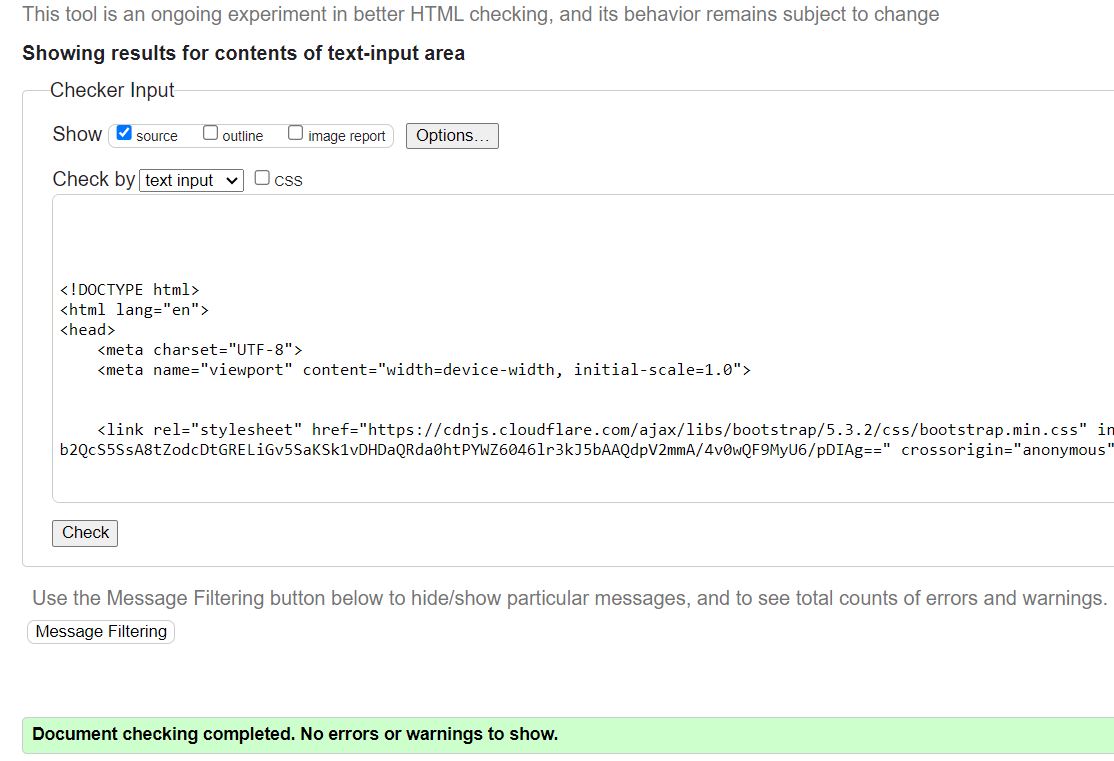 This tool is an ongoing experiment in better HTML checking, and its behavior remains subject to change
Showing results for contents of text-input area
Checker Input
Show source outline image report Options...
Check by text input CSS
<!DOCTYPE html>
<html lang="en">
<head>
    <meta charset="UTF-8">
    <meta name="viewport" content="width=device-width, initial-scale=1.0">
    <link rel="stylesheet" href="https://cdnjs.cloudflare.com/ajax/libs/bootstrap/5.3.2/css/bootstrap.min.css" in
b2QcS5SsA8tZodcDtGRELiGv5SaKSk1vDHDaQRda0htPYWZ6046lr3kJ5bAAQdpV2mmA/4v0wQF9MyU6/pDIAg==" crossorigin="anonymous"
Check
Use the Message Filtering button below to hide/show particular messages, and to see total counts of errors and warnings.
Message Filtering
Document checking completed. No errors or warnings to show.